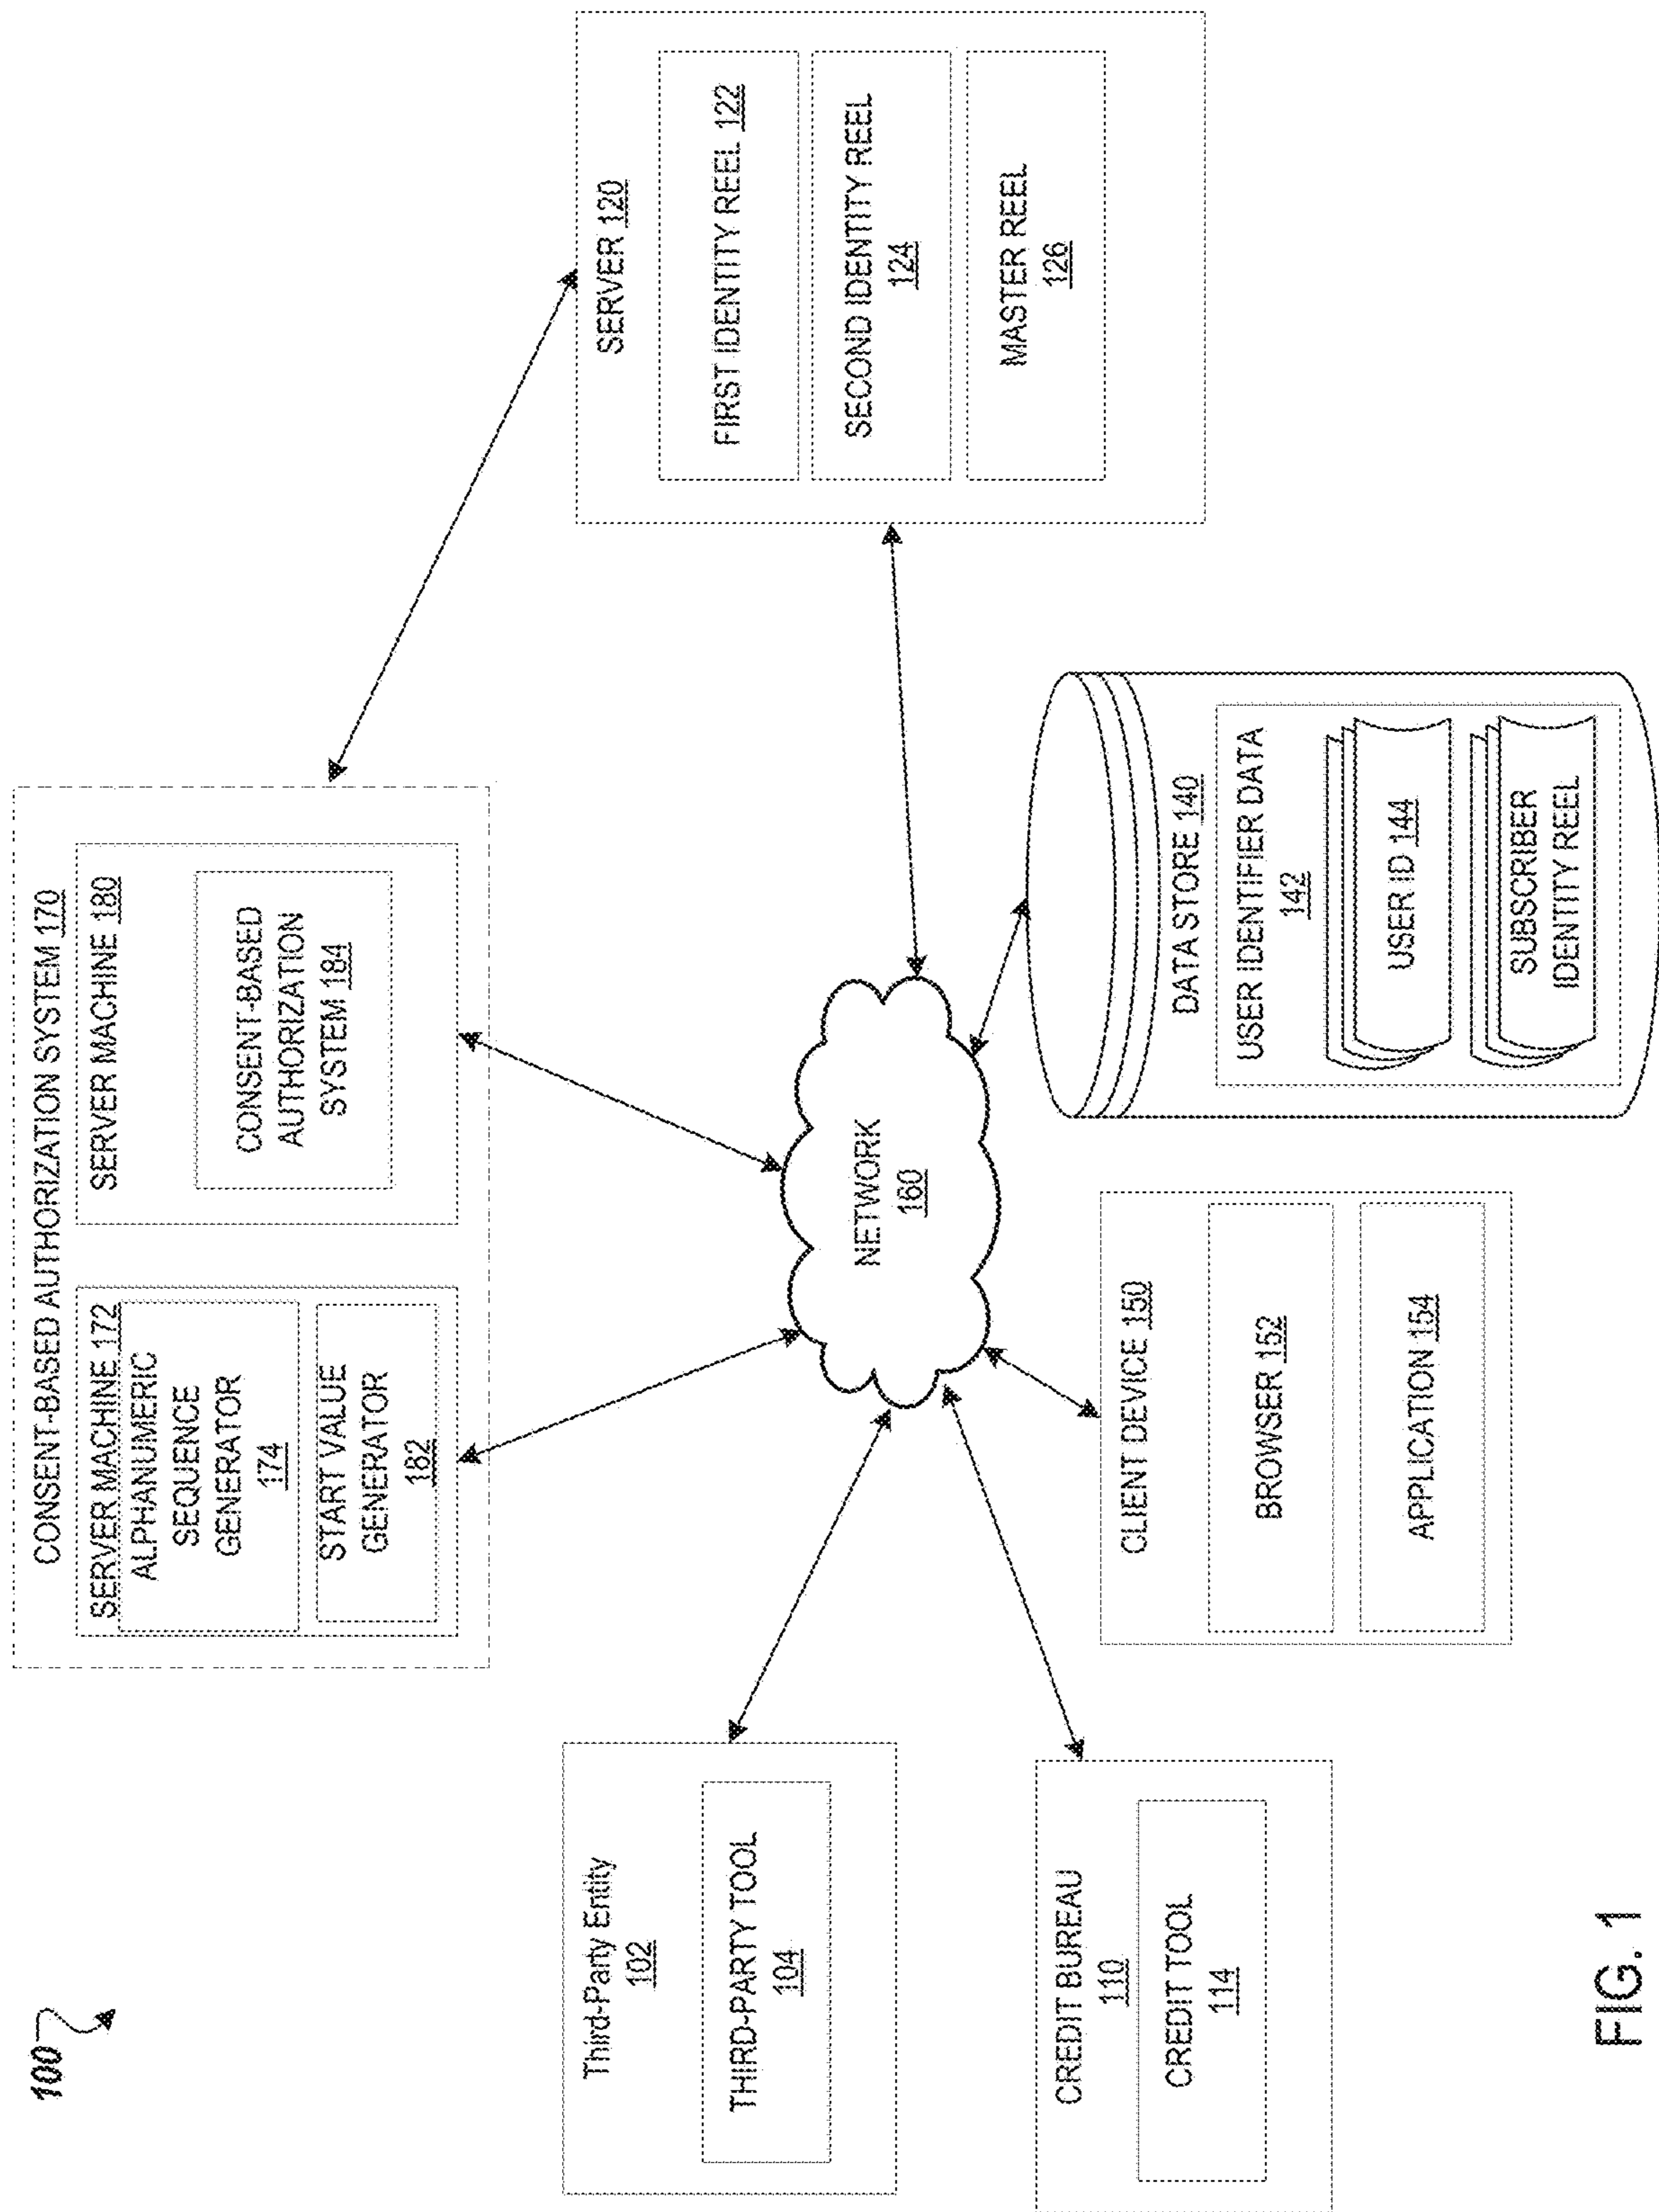 100
CONSENT-BASED AUTHORIZATION SYSTEM 170
SERVER MACHINE 172
ALPHANUMERIC
SEQUENCE
GENERATOR
174
START VALUE
GENERATOR
182
SERVER MACHINE 180
CONSENT-BASED
AUTHORIZATION
SYSTEM 184
Third-Party Entity
102
THIRD-PARTY TOOL
104
SERVER 120
FIRST IDENTITY REEL 122
SECOND IDENTITY REEL
124
MASTER REEL
126
NETWORK
160
CREDIT BUREAU
110
CREDIT TOOL
114
CLIENT DEVICE 150
BROWSER 152
APPLICATION 154
DATA STORE 140
USER IDENTIFIER DATA
142
USER ID 144
SUBSCRIBER
IDENTITY REEL
FIG. 1